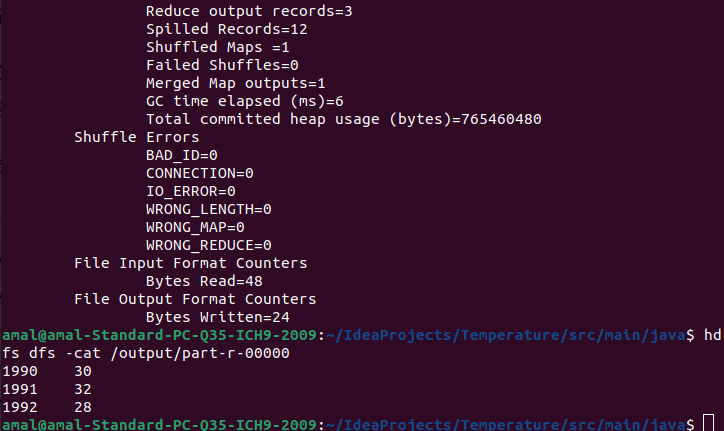 Reduce output records=3
Spilled Records=12
Shuffled Maps =1
Failed Shuffles=0
Merged Map outputs=1
GC time elapsed (ms)=6
Total committed heap usage (bytes)=765460480
Shuffle Errors
BAD_ID=0
CONNECTION=0
IO_ERROR=0
WRONG_LENGTH=0
WRONG_MAP=0
WRONG_REDUCE=0
File Input Format Counters
Bytes Read=48
File Output Format Counters
Bytes Written=24
amal@amal-Standard-PC-Q35-ICH9-2009:~/IdeaProjects/Temperature/src/main/java$ hd
fs dfs -cat /output/part-r-00000
1990    30
1991    32
1992    28
amal@amal-Standard-PC-Q35-ICH9-2009:~/IdeaProjects/Temperature/src/main/java$